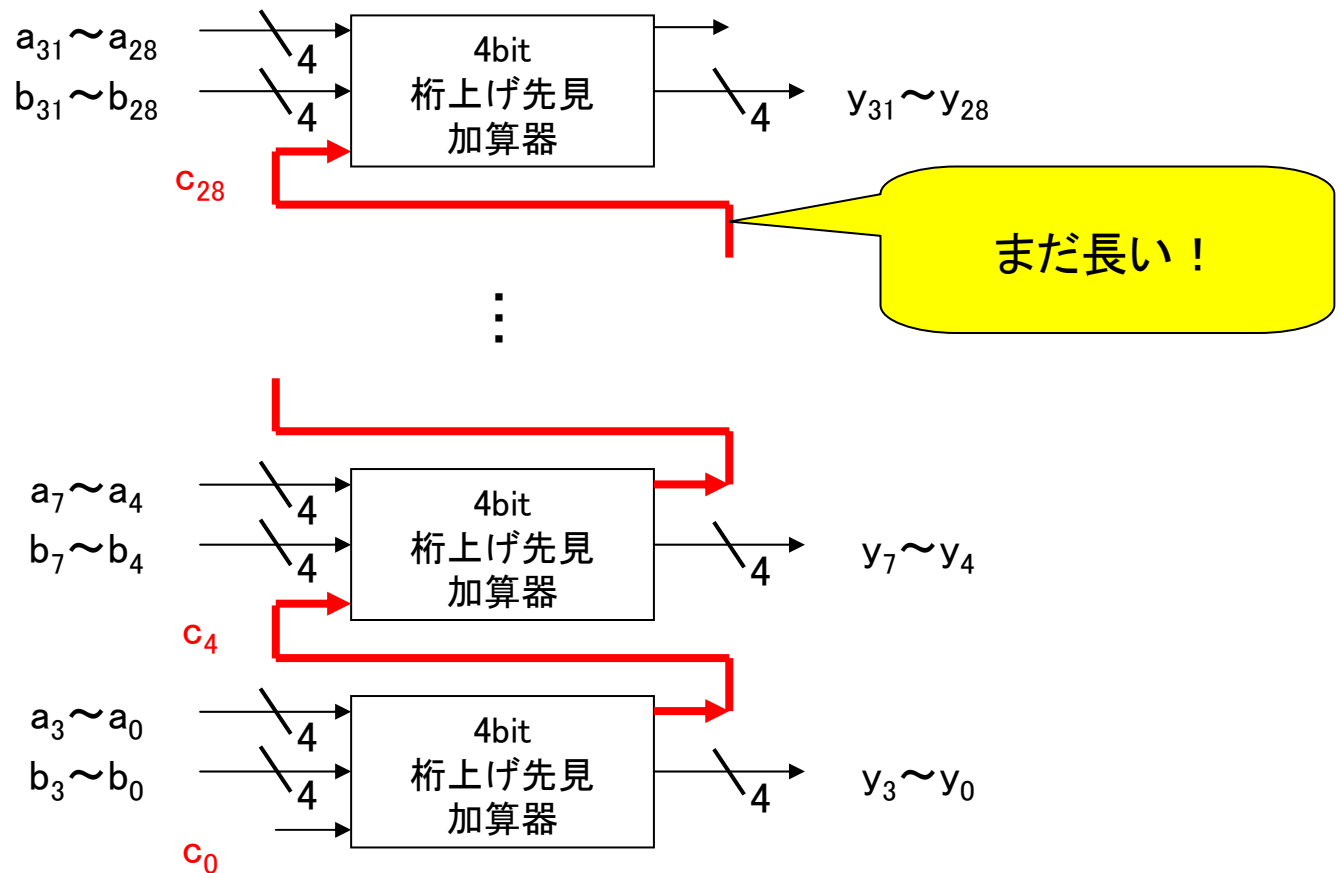 a31～a28
4
4bit
桁上げ先見
加算器
b31～b28
4
4
y31～y28
c28
まだ長い！
⋮
a7～a4
4
4bit
桁上げ先見
加算器
b7～b4
4
4
y7～y4
c4
a3～a0
4
4bit
桁上げ先見
加算器
b3～b0
4
4
y3～y0
c0